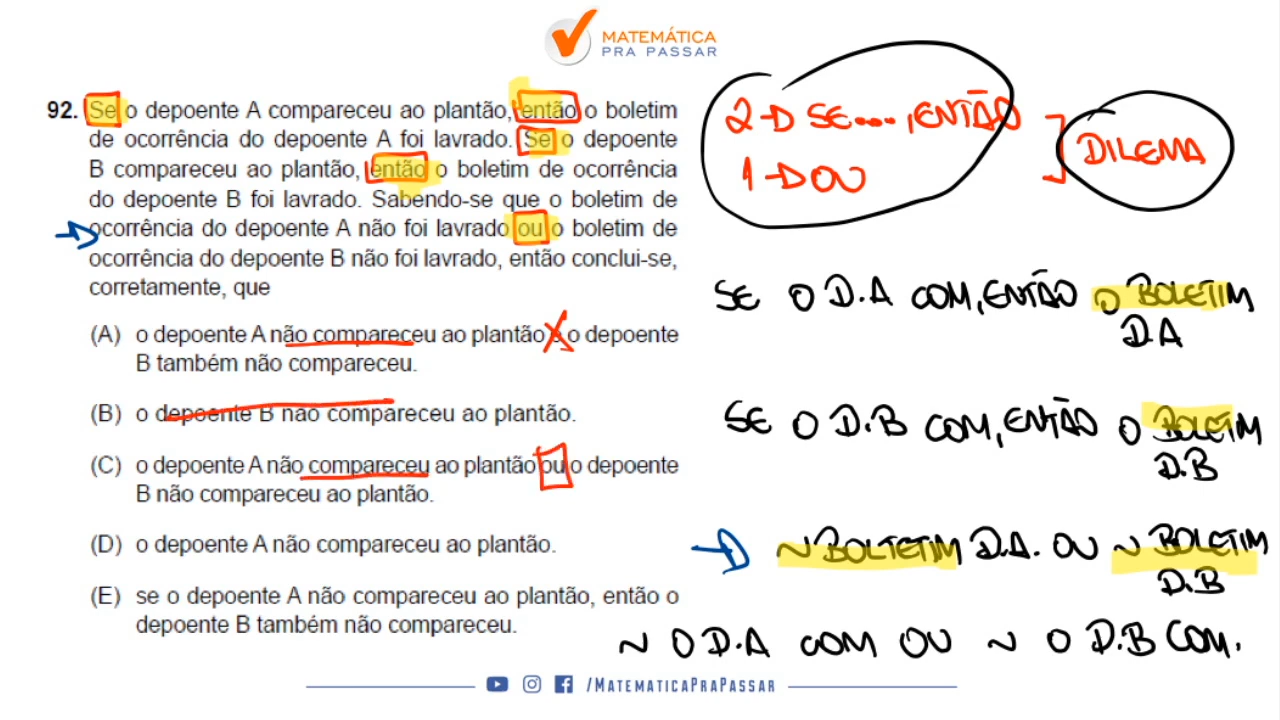 MATEMÁTICA
PRA PASSAR
92. Se o depoente A compareceu ao plantão, então o boletim
de ocorrência do depoente A foi lavrado. Se o depoente
B compareceu ao plantão, então o boletim de ocorrência
do depoente B foi lavrado. Sabendo-se que o boletim de
ocorrência do depoente A não foi lavrado ou o boletim de
ocorrência do depoente B não foi lavrado, então conclui-se,
corretamente, que
(A) o depoente A não compareceu ao plantão e o depoente
B também não compareceu.
(B) o depoente B não compareceu ao plantão.
(C) o depoente A não compareceu ao plantão ou o depoente
B não compareceu ao plantão.
(D) o depoente A não compareceu ao plantão.
(E) se o depoente A não compareceu ao plantão, então o
depoente B também não compareceu.
2 → SE...., ENTÃO
1 → OU
DILEMA
SE O D.A COM, ENTÃO O BOLETIM
D.A
SE O D.B COM, ENTÃO O BOLETIM
D.B
~ BOLTETIM D.A. OU ~ BOLETIM
D.B
~ O D.A COM OU ~ O D.B COM.
/MATEMATICAPRAPASSAR